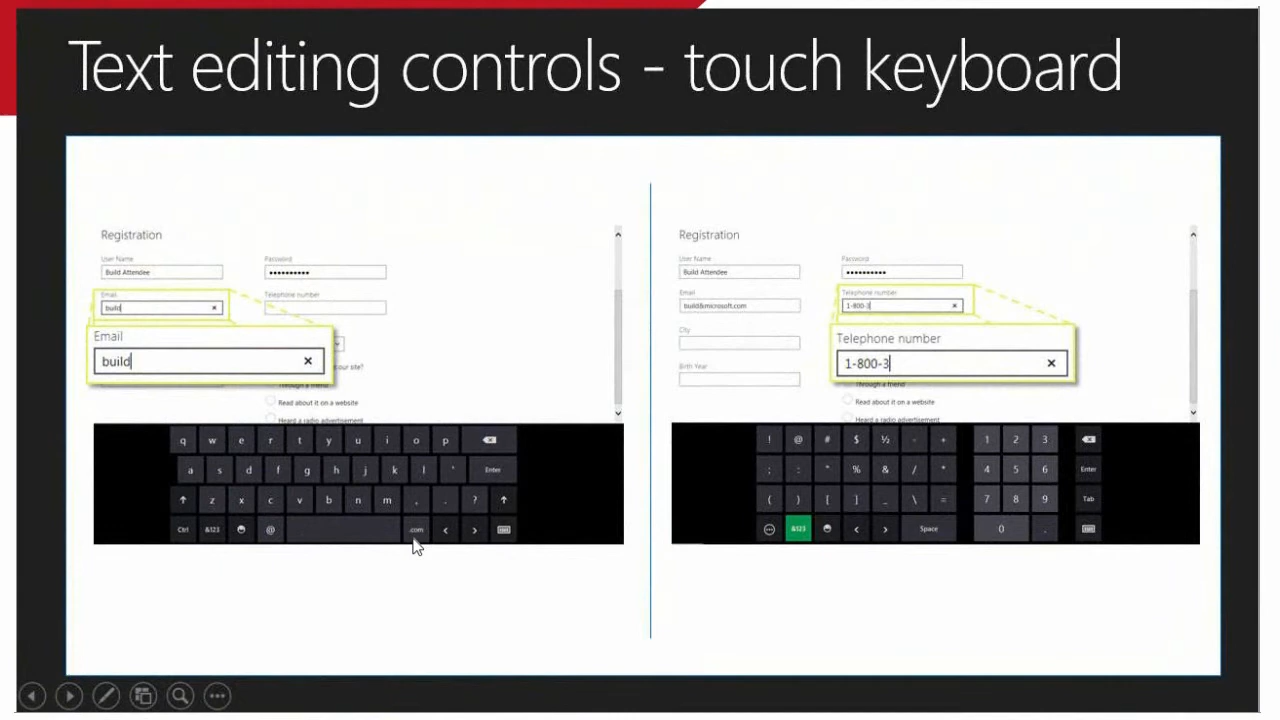 Text editing controls - touch keyboard
Registration
User Name
Password
Build Attendee
••••••••••
Email
Telephone number
build
×
Email
build
×
our site?
Through a friend
Read about it on a website
Heard a radio advertisement
q w e r t y u i o p
a s d f g h j k l ' Enter
z x c v b n m , . ?
Ctrl &123 @ .com < >
Registration
User Name
Password
Build Attendee
••••••••••
Email
Telephone number
build@microsoft.com
1-800-3
×
City
Telephone number
1-800-3
×
Birth Year
Through a friend
Read about it on a website
Heard a radio advertisement
! @ # $ ½ - + 1 2 3
; : " % & / * 4 5 6 Enter
( ) [ ] _ \ = 7 8 9 Tab
&123 < > Space 0 .